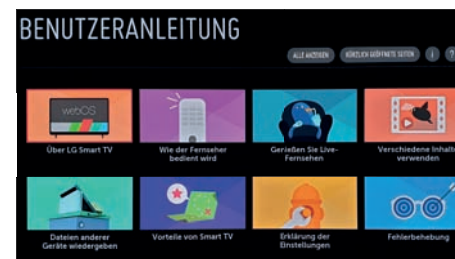 BENUTZERANLEITUNG
ALLE ANZEIGEN KÜRZLICH GEÖFFNETE SEITEN i ?
webOS
Über LG Smart TV
Wie der Fernseher
bedient wird
Genießen Sie Live-
Fernsehen
Verschiedene Inhalte
verwenden
Dateien anderer
Geräte wiedergeben
Vorteile von Smart TV
Erklärung der
Einstellungen
Fehlerbehebung